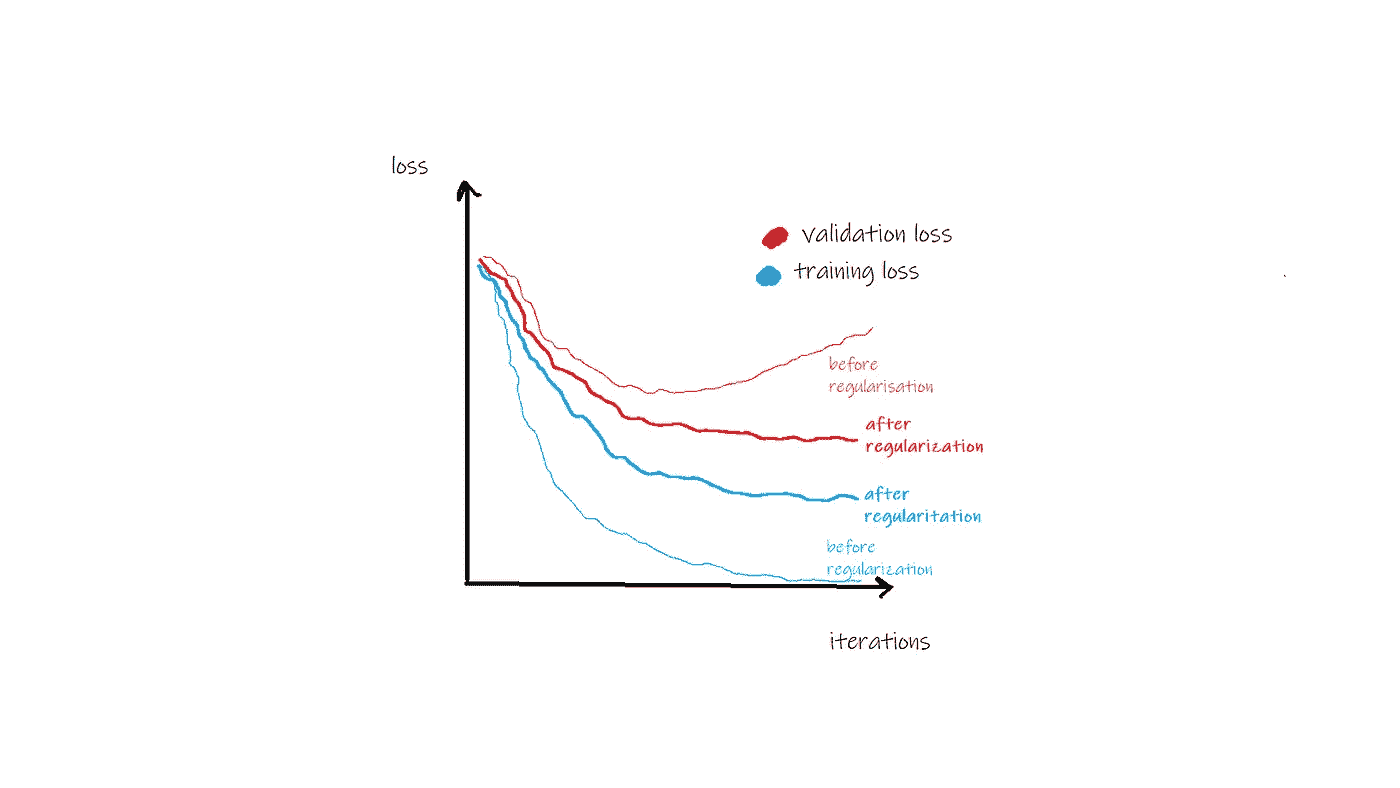 loss
validation loss
training loss
before
regularisation
after
regularization
after
regularitation
before
regularization
iterations